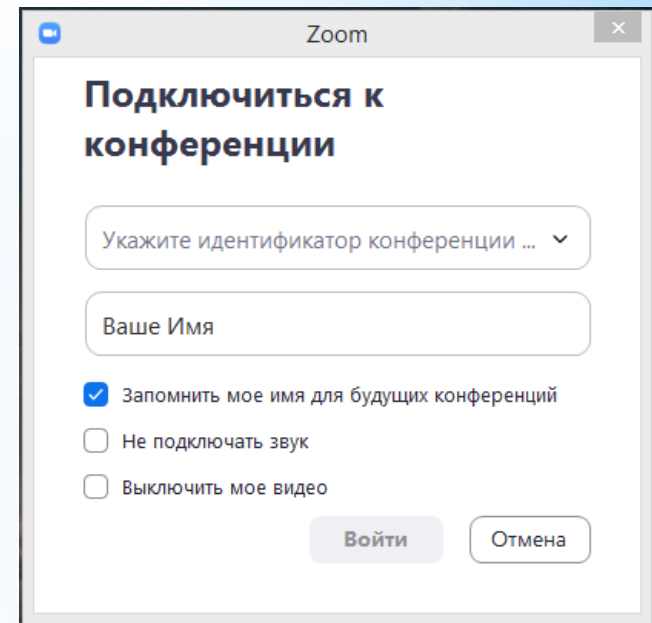 Zoom
Подключиться к
конференции
Укажите идентификатор конференции ...
Ваше Имя
Запомнить мое имя для будущих конференций
Не подключать звук
Выключить мое видео
Войти
Отмена